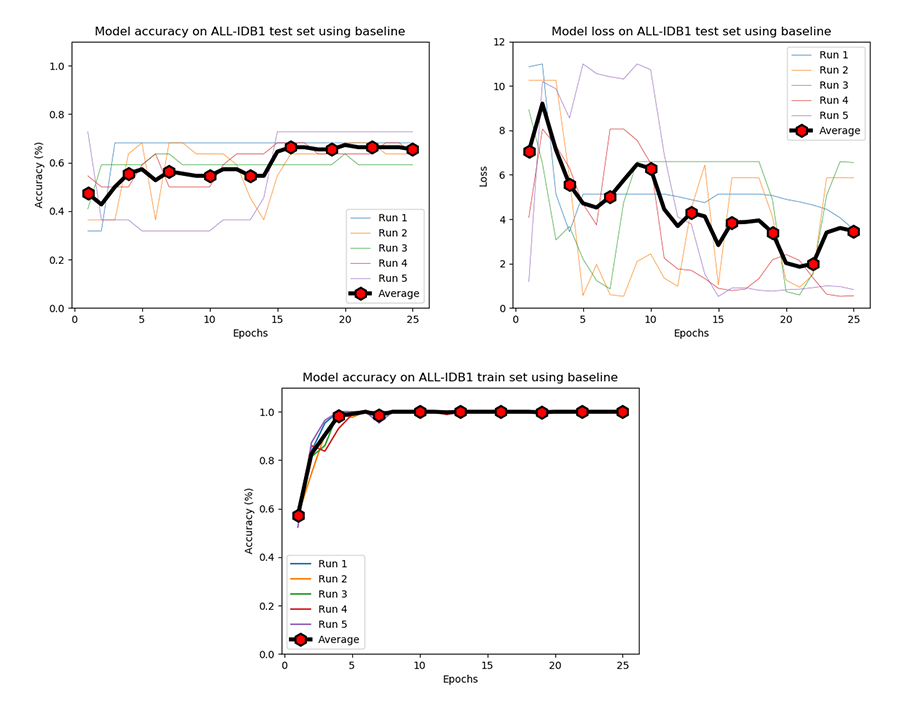 Model accuracy on ALL-IDB1 test set using baseline
1.0
0.8
0.6
0.4
0.2
0.0
Accuracy (%)
0 5 10 15 20 25
Epochs
Run 1
Run 2
Run 3
Run 4
Run 5
Average
Model loss on ALL-IDB1 test set using baseline
12
10
8
6
4
2
0
Loss
0 5 10 15 20 25
Epochs
Run 1
Run 2
Run 3
Run 4
Run 5
Average
Model accuracy on ALL-IDB1 train set using baseline
1.0
0.8
0.6
0.4
0.2
0.0
Accuracy (%)
0 5 10 15 20 25
Epochs
Run 1
Run 2
Run 3
Run 4
Run 5
Average